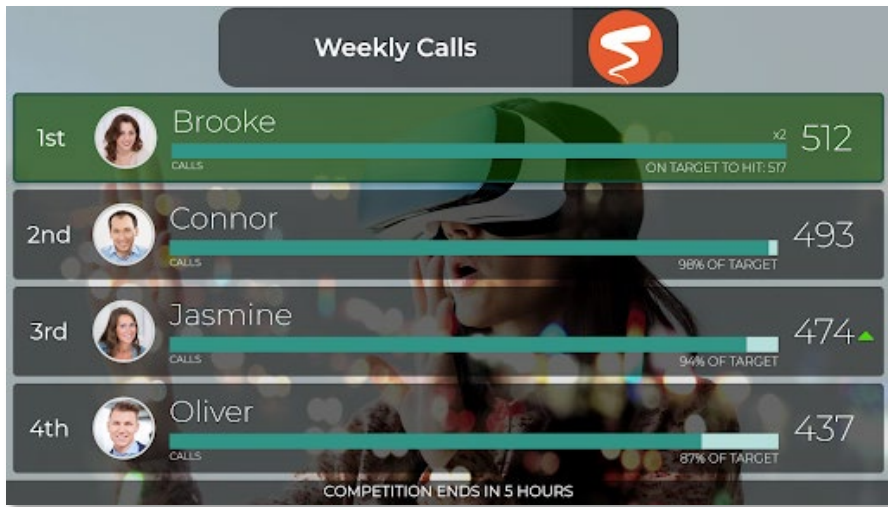 Weekly Calls
1st
Brooke
x2
512
CALLS
ON TARGET TO HIT: 517
2nd
Connor
493
CALLS
98% OF TARGET
3rd
Jasmine
474
CALLS
94% OF TARGET
4th
Oliver
437
CALLS
87% OF TARGET
COMPETITION ENDS IN 5 HOURS